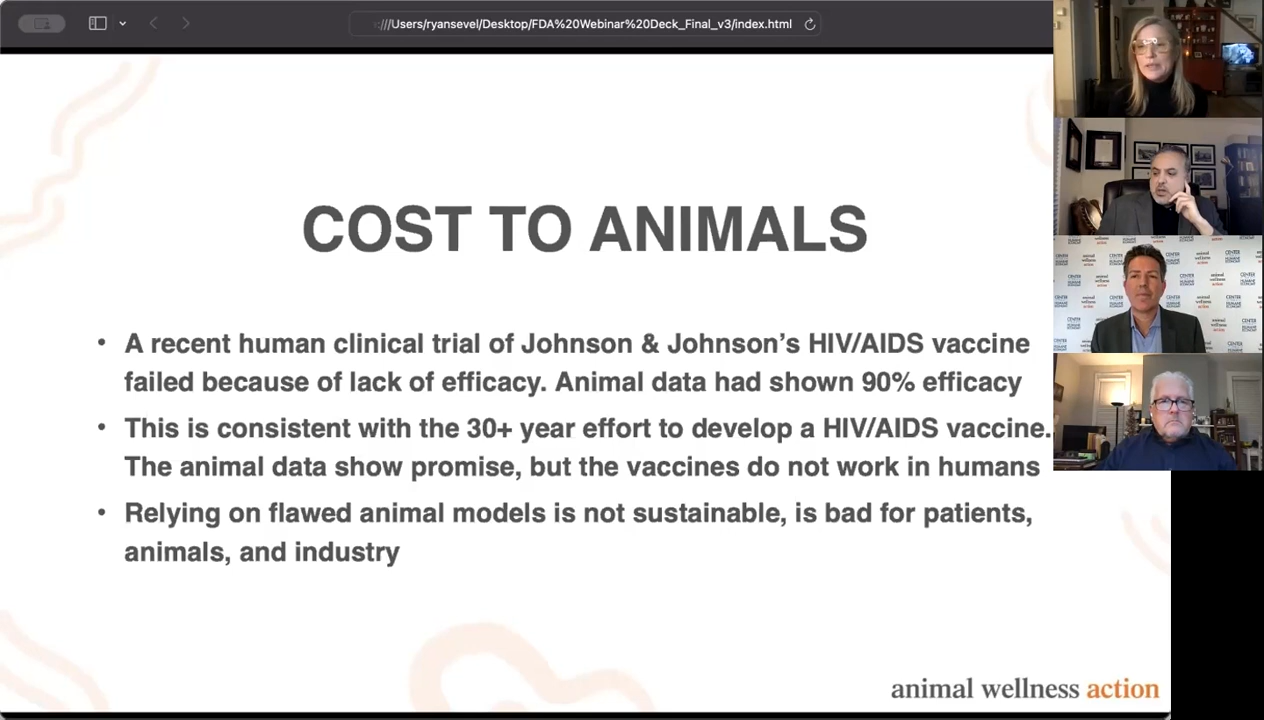 :///Users/ryansevel/Desktop/FDA%20Webinar%20Deck_Final_v3/index.html
COST TO ANIMALS
• A recent human clinical trial of Johnson & Johnson’s HIV/AIDS vaccine
failed because of lack of efficacy. Animal data had shown 90% efficacy
• This is consistent with the 30+ year effort to develop a HIV/AIDS vaccine.
The animal data show promise, but the vaccines do not work in humans
• Relying on flawed animal models is not sustainable, is bad for patients,
animals, and industry
animal wellness action